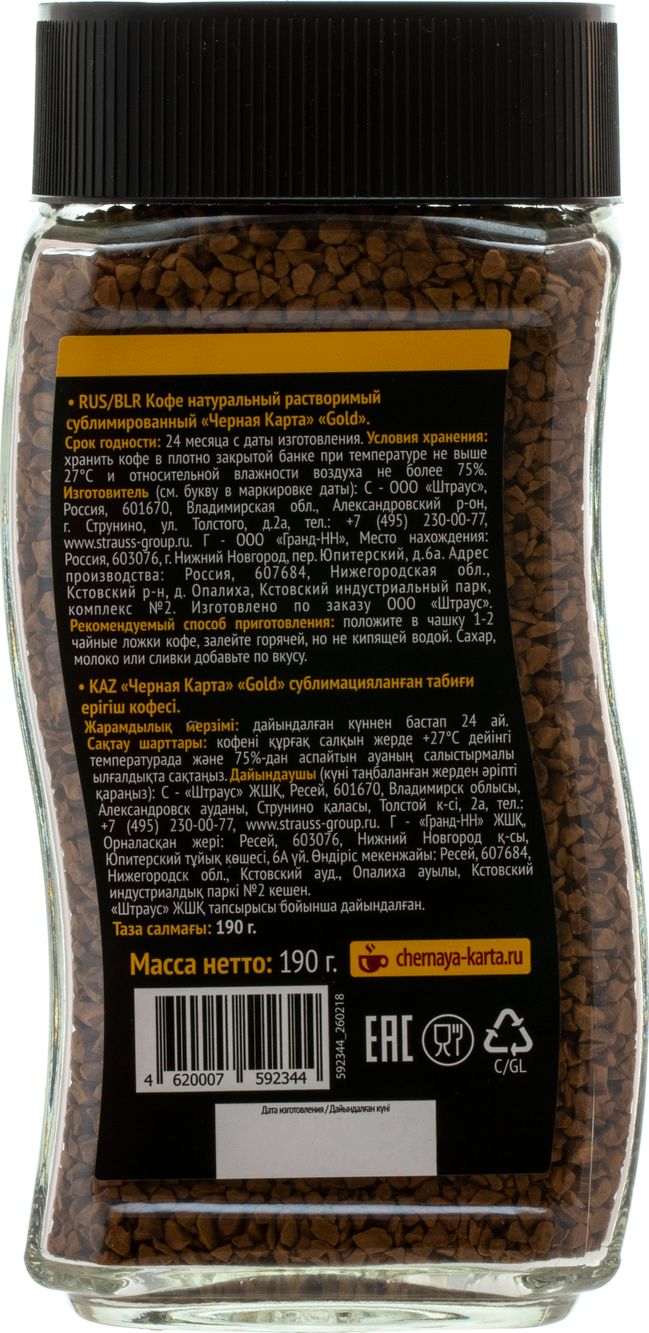 • RUS/BLR Кофе натуральный растворимый
сублимированный «Черная Карта» «Gold».
Срок годности: 24 месяца с даты изготовления. Условия хранения:
хранить кофе в плотно закрытой банке при температуре не выше
27°С и относительной влажности воздуха не более 75%.
Изготовитель (см. букву в маркировке даты): С - ООО «Штраус»,
Россия, 601670, Владимирская обл., Александровский р-он,
г. Струнино, ул. Толстого, д.2а, тел.: +7 (495) 230-00-77,
www.strauss-group.ru. Г - ООО «Гранд-НН», Место нахождения:
Россия, 603076, г. Нижний Новгород, пер. Юпитерский, д.6а. Адрес
производства: Россия, 607684, Нижегородская обл.,
Кстовский р-н, д. Опалиха, Кстовский индустриальный парк,
комплекс №2. Изготовлено по заказу ООО «Штраус».
Рекомендуемый способ приготовления: положите в чашку 1-2
чайные ложки кофе, залейте горячей, но не кипящей водой. Сахар,
молоко или сливки добавьте по вкусу.
• KAZ «Черная Карта» «Gold» сублимацияланған табиғи
ерігіш кофесі.
Жарамдылық мерзімі: дайындалған күннен бастап 24 ай.
Сақтау шарттары: кофені құрғақ салқын жерде +27°С дейінгі
температурада және 75%-дан аспайтын ауаның салыстырмалы
ылғалдықта сақтаңыз. Дайындаушы (күні таңбаланған жерден әріпті
қараңыз): С - «Штраус» ЖШҚ, Ресей, 601670, Владимирск облысы,
Александровск ауданы, Струнино қаласы, Толстой к-сі, 2а, тел.:
+7 (495) 230-00-77, www.strauss-group.ru. Г - «Гранд-НН» ЖШҚ,
Орналасқан жері: Ресей, 603076, Нижний Новгород қ-сы,
Юпитерский тұйық көшесі, 6А үй. Өндіріс мекенжайы: Ресей, 607684,
Нижегородск обл., Кстовский ауд., Опалиха ауылы, Кстовский
индустриалдық паркі №2 кешен.
«Штраус» ЖШҚ тапсырысы бойынша дайындалған.
Таза салмағы: 190 г.
Масса нетто: 190 г.
chernaya-karta.ru
4 620007 592344
592344_260218
EAC
C/GL
Дата изготовления / Дайындалған күні